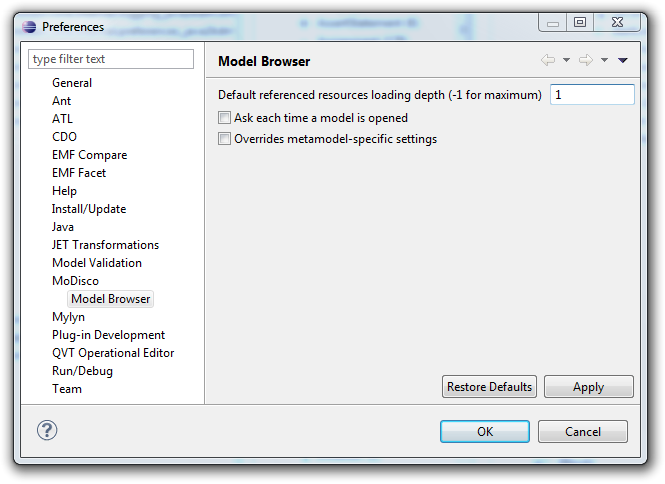 Preferences
type filter text
General
Ant
ATL
CDO
EMF Compare
EMF Facet
Help
Install/Update
Java
JET Transformations
Model Validation
MoDisco
Model Browser
Mylyn
Plug-in Development
QVT Operational Editor
Run/Debug
Team
Model Browser
Default referenced resources loading depth (-1 for maximum) 1
Ask each time a model is opened
Overrides metamodel-specific settings
Restore Defaults Apply
OK Cancel